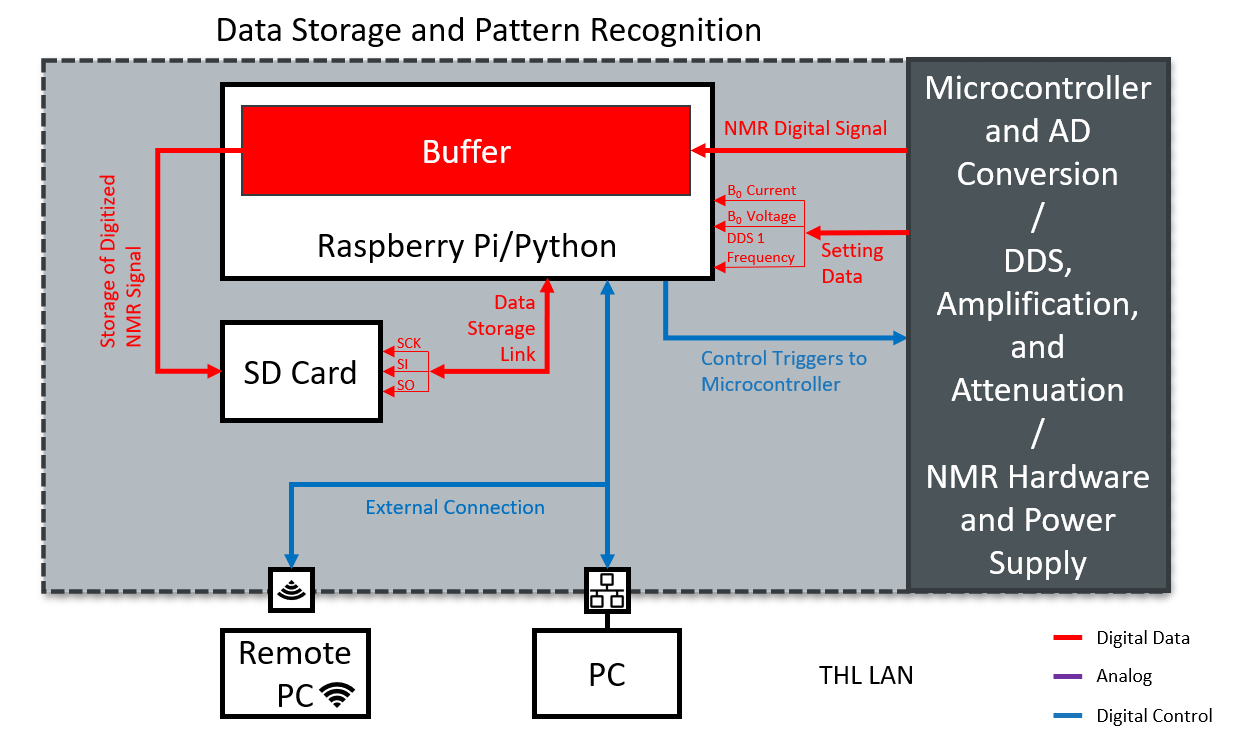 Data Storage and Pattern Recognition
Buffer
Raspberry Pi/Python
NMR Digital Signal
B₀ Current
B₀ Voltage
DDS 1
Frequency
Setting
Data
Microcontroller
and AD
Conversion
/
DDS,
Amplification,
and
Attenuation
/
NMR Hardware
and Power
Supply
Storage of Digitized
NMR Signal
SD Card
SCK
SI
SO
Data
Storage
Link
Control Triggers to
Microcontroller
External Connection
Remote
PC
PC
THL LAN
Digital Data
Analog
Digital Control